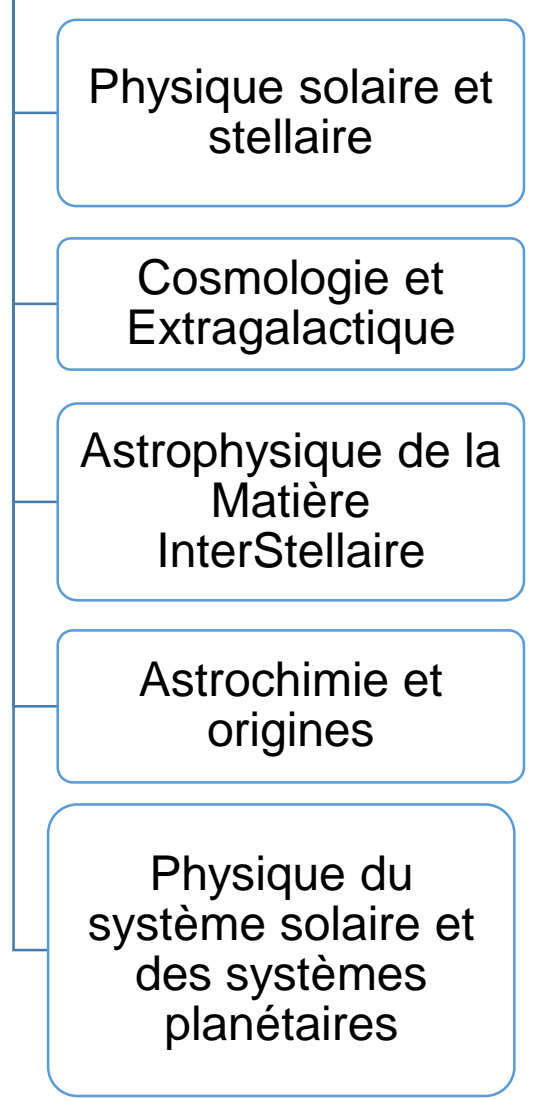 Physique solaire et
stellaire
Cosmologie et
Extragalactique
Astrophysique de la
Matière
InterStellaire
Astrochimie et
origines
Physique du
système solaire et
des systèmes
planétaires